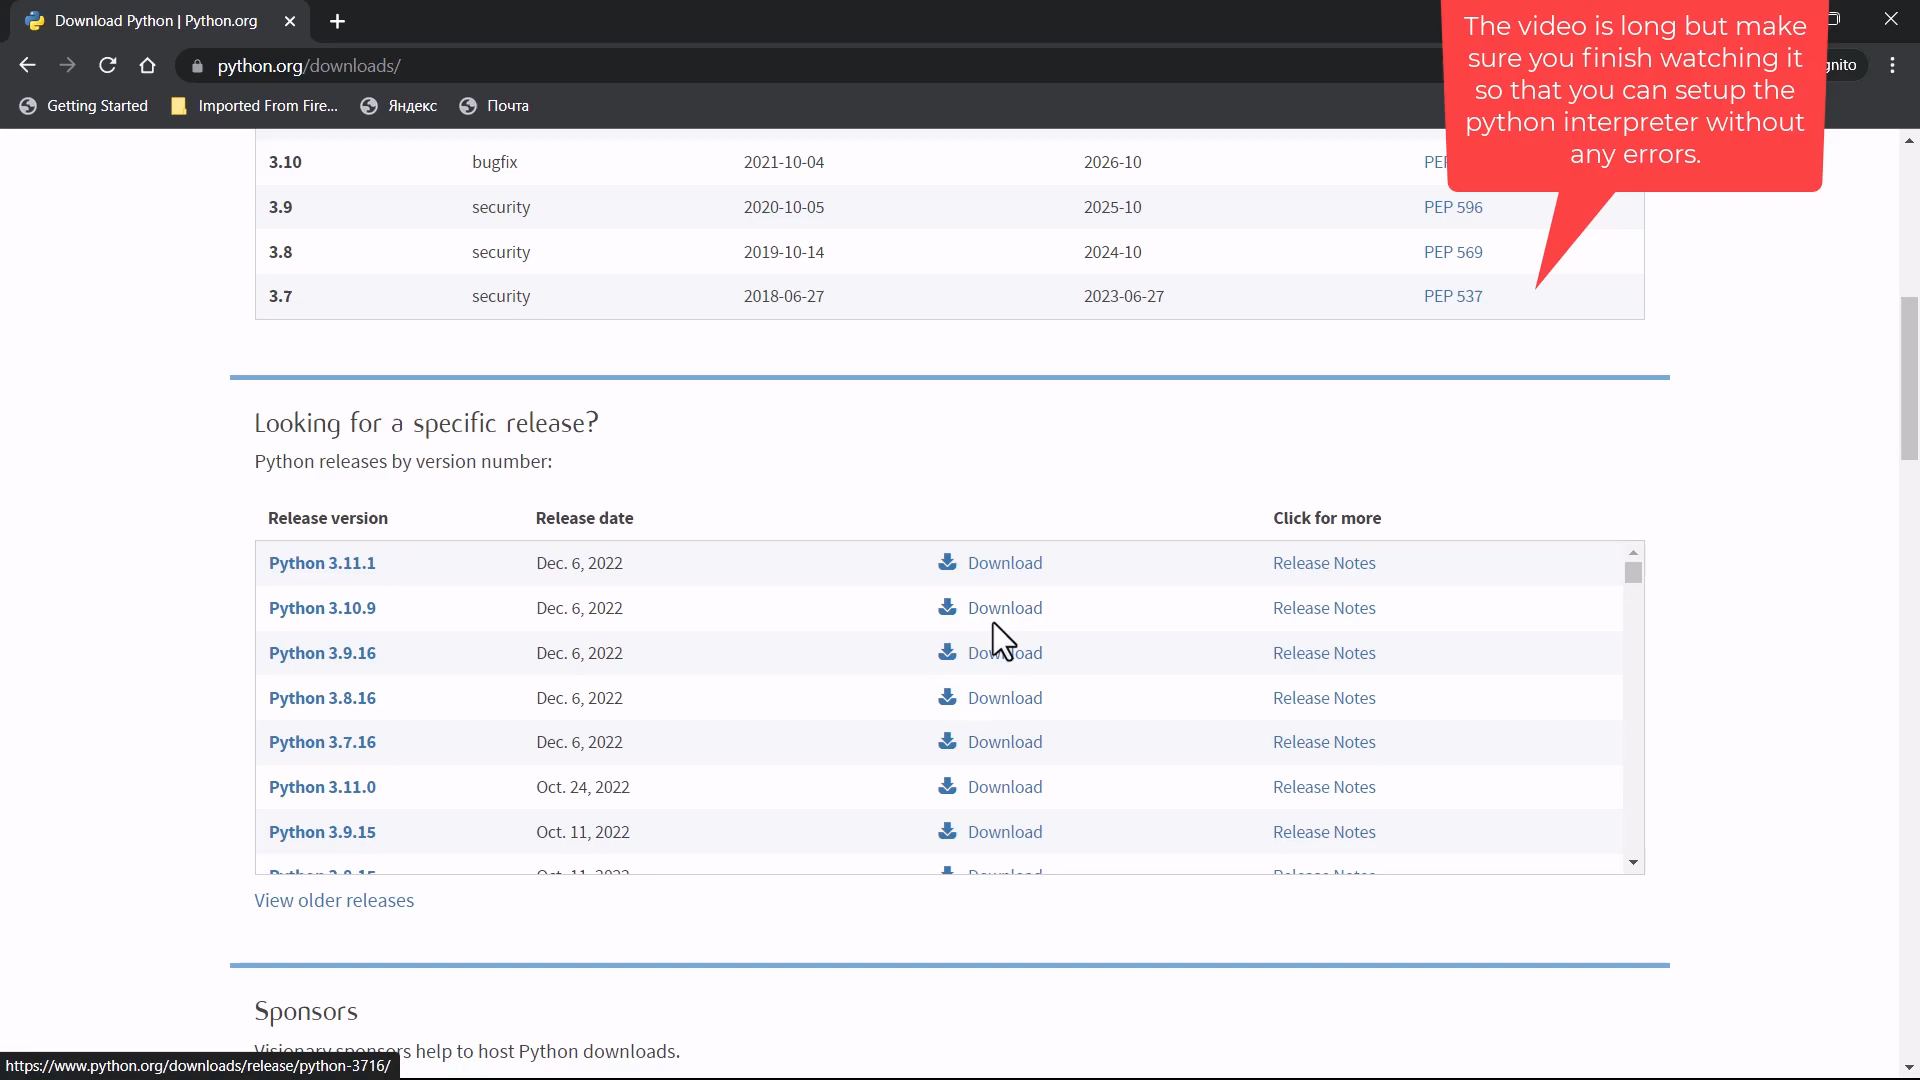 Download Python | Python.org
python.org/downloads/
gnito
Getting Started
Imported From Fire...
Яндекс
Почта
The video is long but make
sure you finish watching it
so that you can setup the
python interpreter without
any errors.
3.10 bugfix 2021-10-04 2026-10
3.9 security 2020-10-05 2025-10 PEP 596
3.8 security 2019-10-14 2024-10 PEP 569
3.7 security 2018-06-27 2023-06-27 PEP 537
Looking for a specific release?
Python releases by version number:
Release version Release date Click for more
Python 3.11.1 Dec. 6, 2022 Download Release Notes
Python 3.10.9 Dec. 6, 2022 Download Release Notes
Python 3.9.16 Dec. 6, 2022 Download Release Notes
Python 3.8.16 Dec. 6, 2022 Download Release Notes
Python 3.7.16 Dec. 6, 2022 Download Release Notes
Python 3.11.0 Oct. 24, 2022 Download Release Notes
Python 3.9.15 Oct. 11, 2022 Download Release Notes
View older releases
Sponsors
Visionary sponsors help to host Python downloads.
https://www.python.org/downloads/release/python-3716/